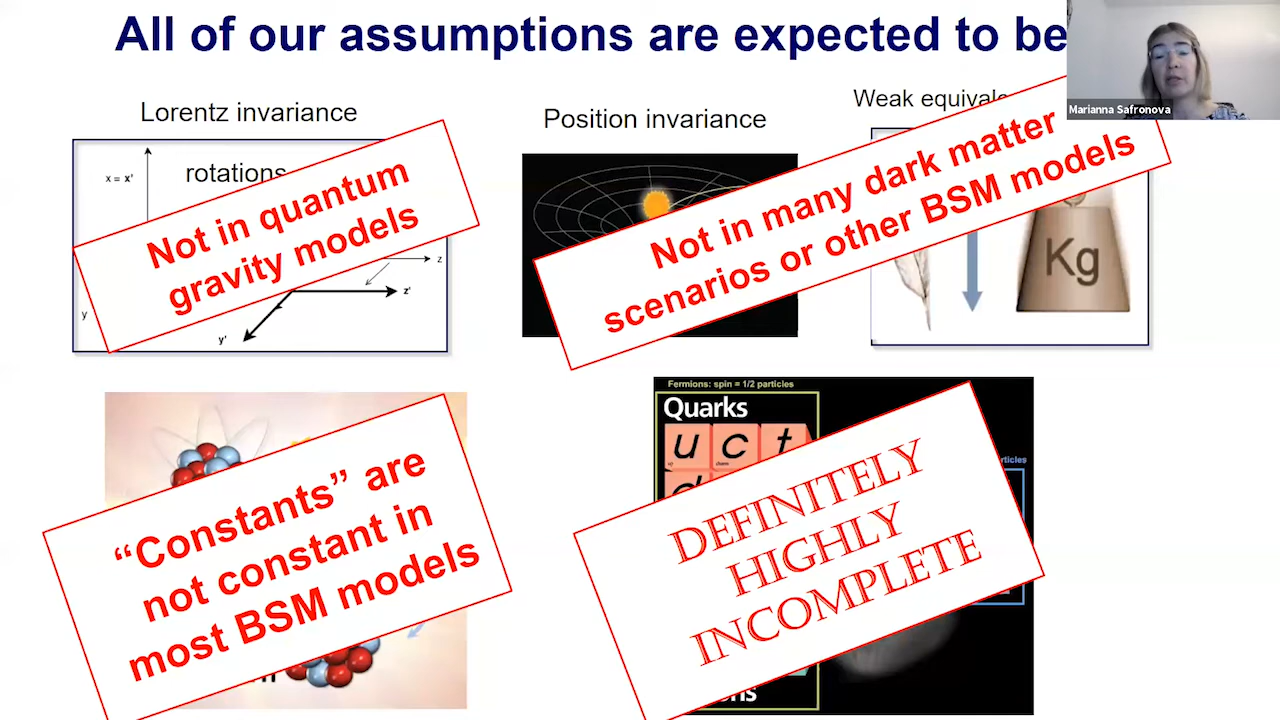 All of our assumptions are expected to be
Marianna Safronova
Lorentz invariance
Position invariance
Weak
x = x'
rotations
Not in quantum
gravity models
z
z'
y
y'
Not in many dark matter
scenarios or other BSM models
Kg
“Constants” are
not constant in
most BSM models
Fermions: spin = 1/2 particles
Quarks
u c t
up charm
DEFINITELY
HIGHLY
INCOMPLETE